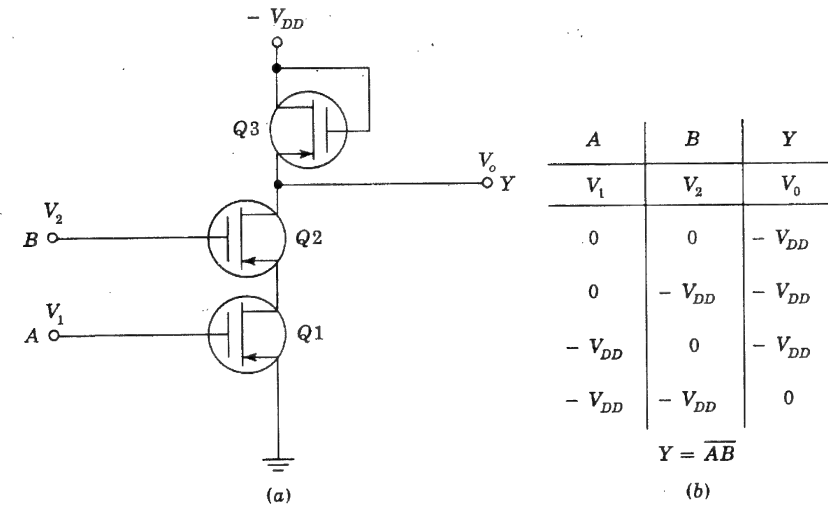 − V_DD
Q3
V_o
Y
V_2
B
Q2
V_1
A
Q1
(a)
A B Y
V_1 V_2 V_0
0 0 − V_DD
0 − V_DD − V_DD
− V_DD 0 − V_DD
− V_DD − V_DD 0
Y = \overline{AB}
(b)